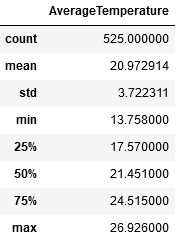 AverageTemperature
count 525.000000
mean 20.972914
std 3.722311
min 13.758000
25% 17.570000
50% 21.451000
75% 24.515000
max 26.926000